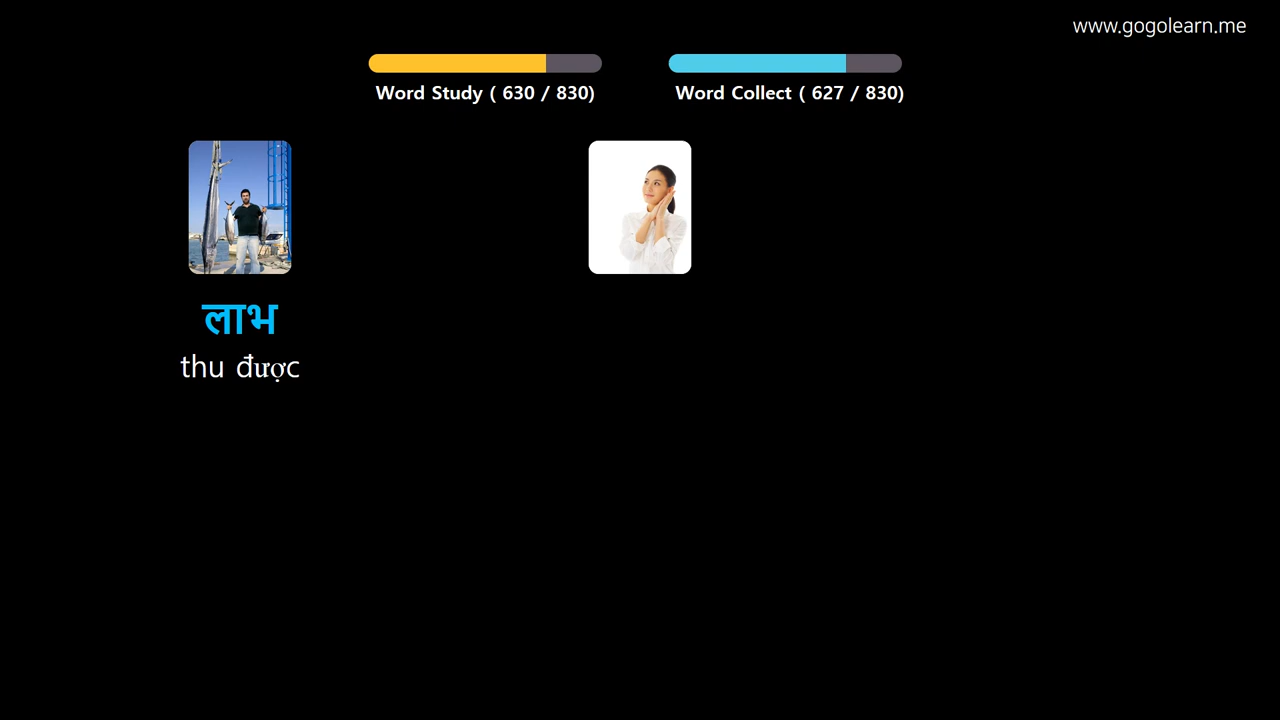 www.gogolearn.me
Word Study ( 630 / 830)
Word Collect ( 627 / 830)
लाभ
thu được